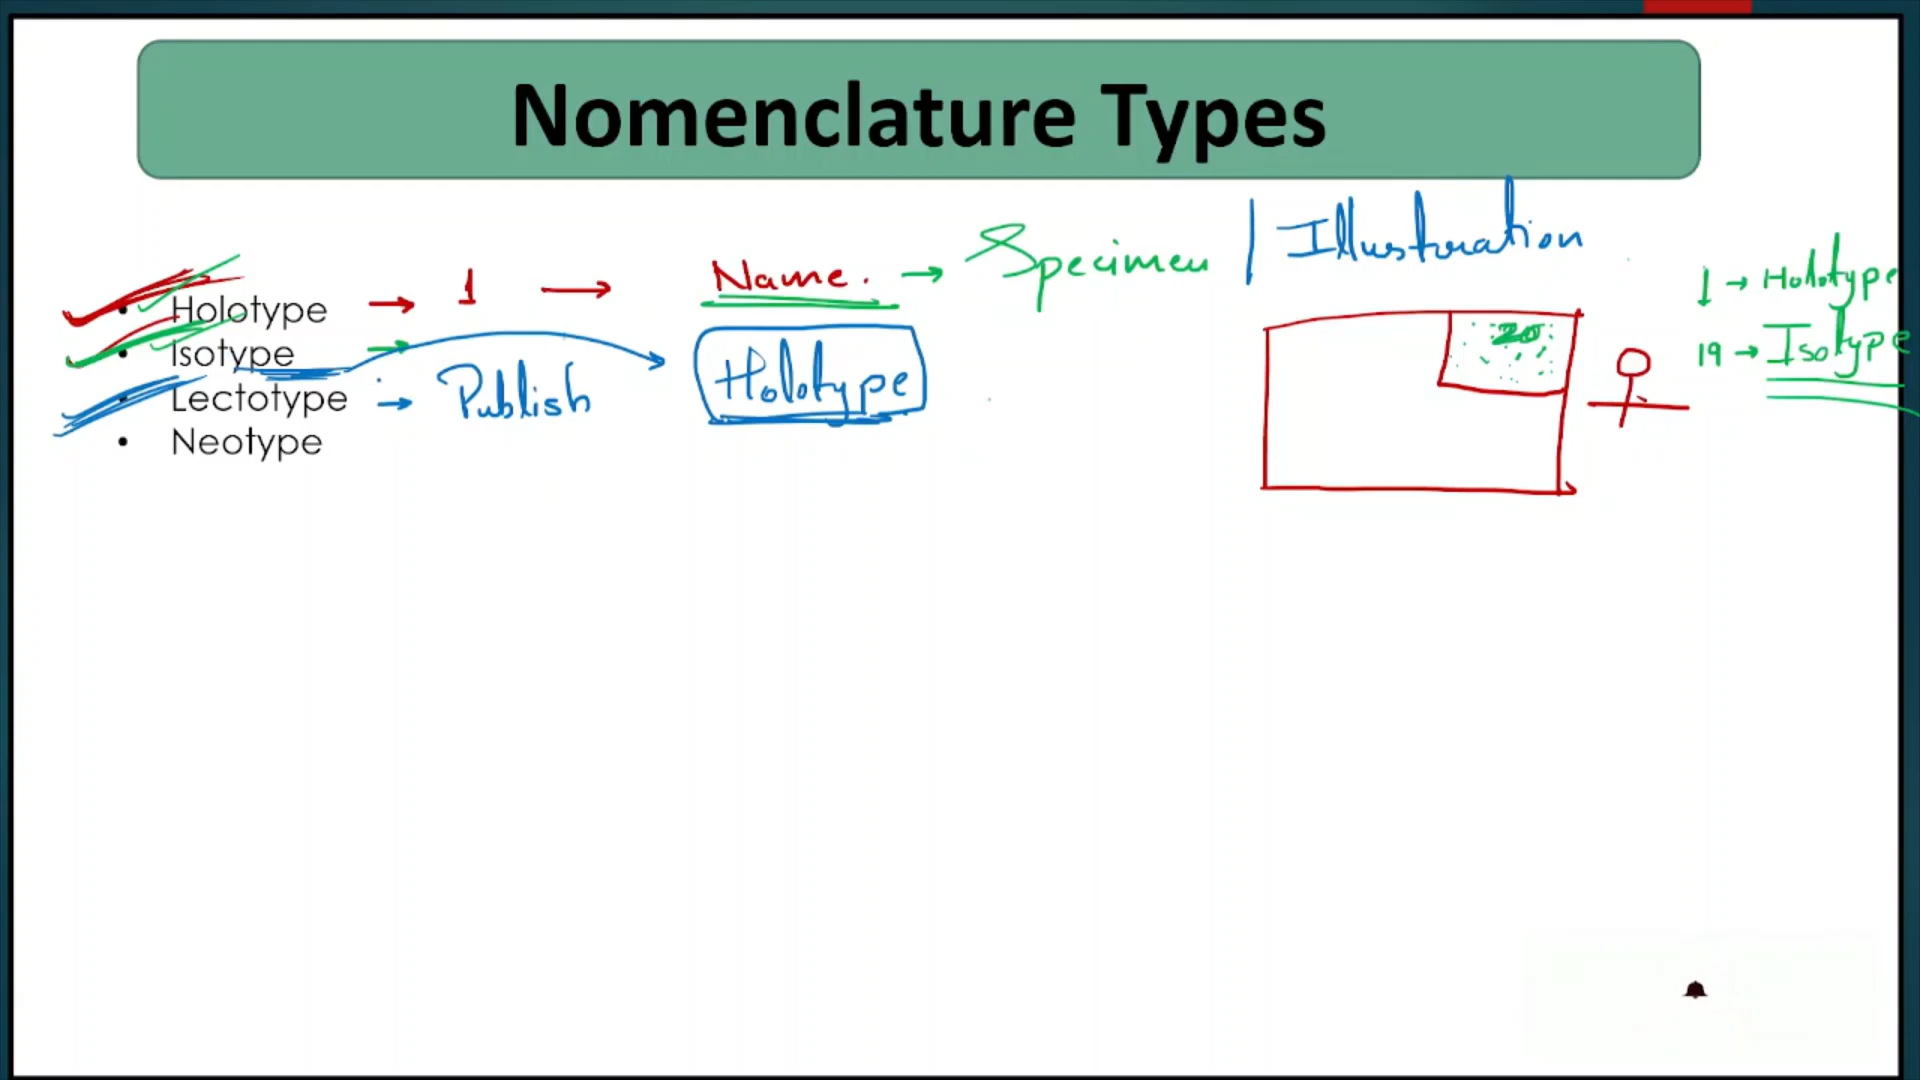 Nomenclature Types
Specimen | Illustration
• Holotype → 1 → Name. →
1 → Holotype
• Isotype →
20
19 → Isotype
• Lectotype → Publish Holotype
• Neotype